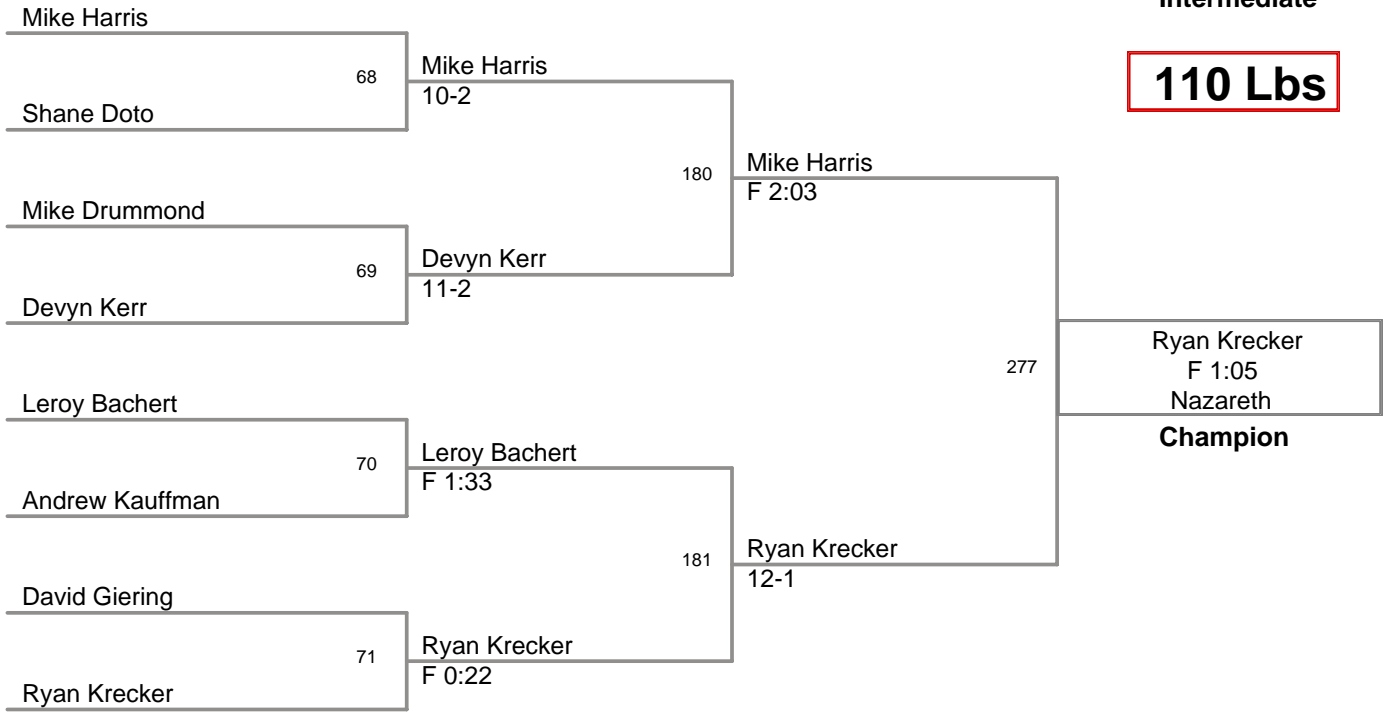 Intermediate
110 Lbs
Mike Harris
68
Shane Doto
Mike Harris
10-2
Mike Drummond
69
Devyn Kerr
Devyn Kerr
11-2
180
Mike Harris
F 2:03
Leroy Bachert
70
Andrew Kauffman
Leroy Bachert
F 1:33
David Giering
71
Ryan Krecker
Ryan Krecker
F 0:22
181
Ryan Krecker
12-1
277
Ryan Krecker
F 1:05
Nazareth
Champion